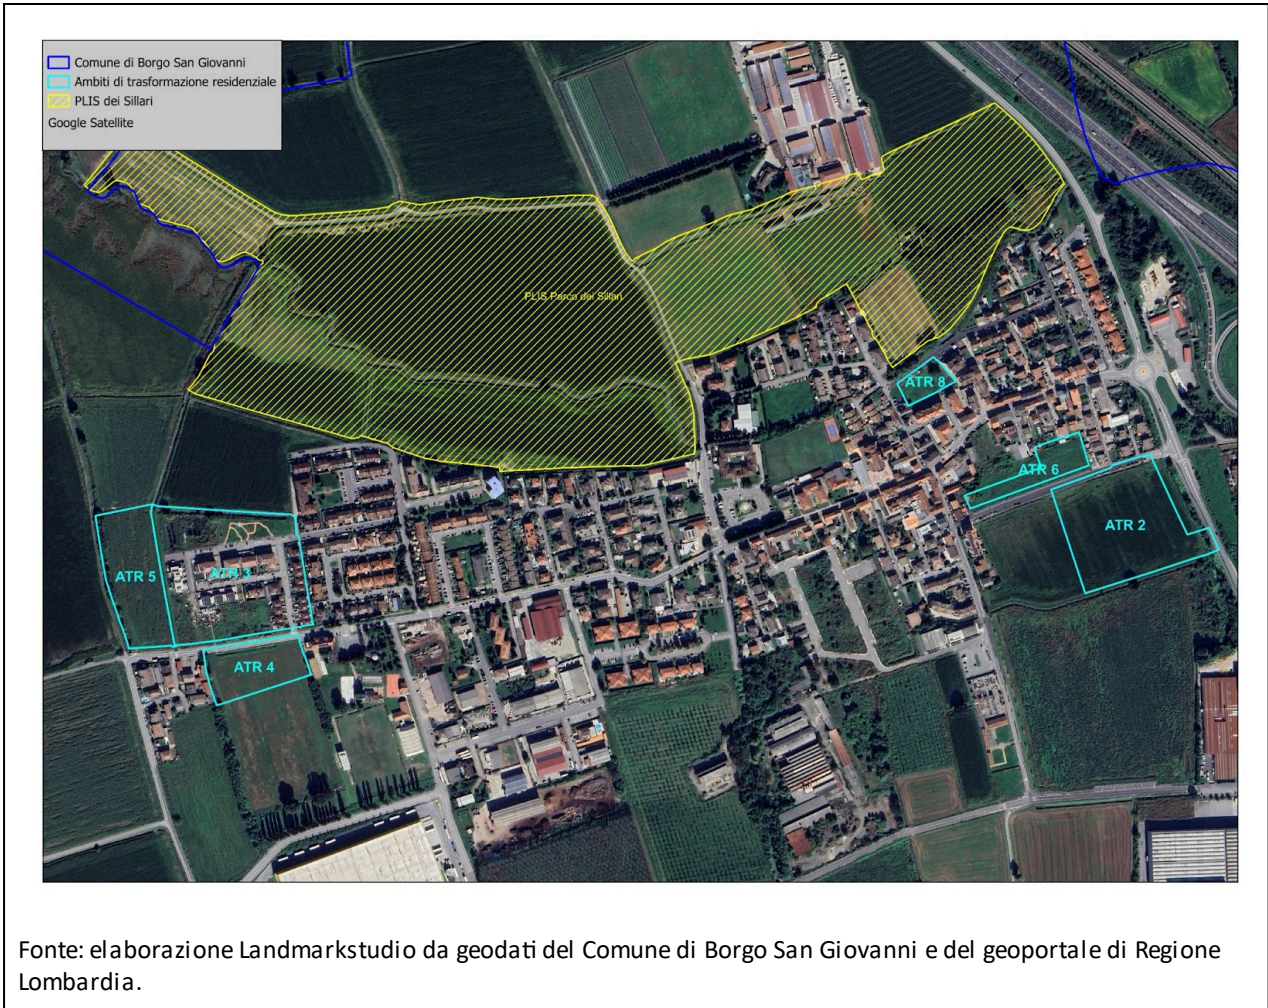 Comune di Borgo San Giovanni
Ambiti di trasformazione residenziale
PLIS dei Sillari
Google Satellite
PLIS Parco dei Sillari
ATR 8
ATR 6
ATR 2
ATR 5
ATR 3
ATR 4
Fonte: elaborazione Landmarkstudio da geodati del Comune di Borgo San Giovanni e del geoportale di Regione
Lombardia.